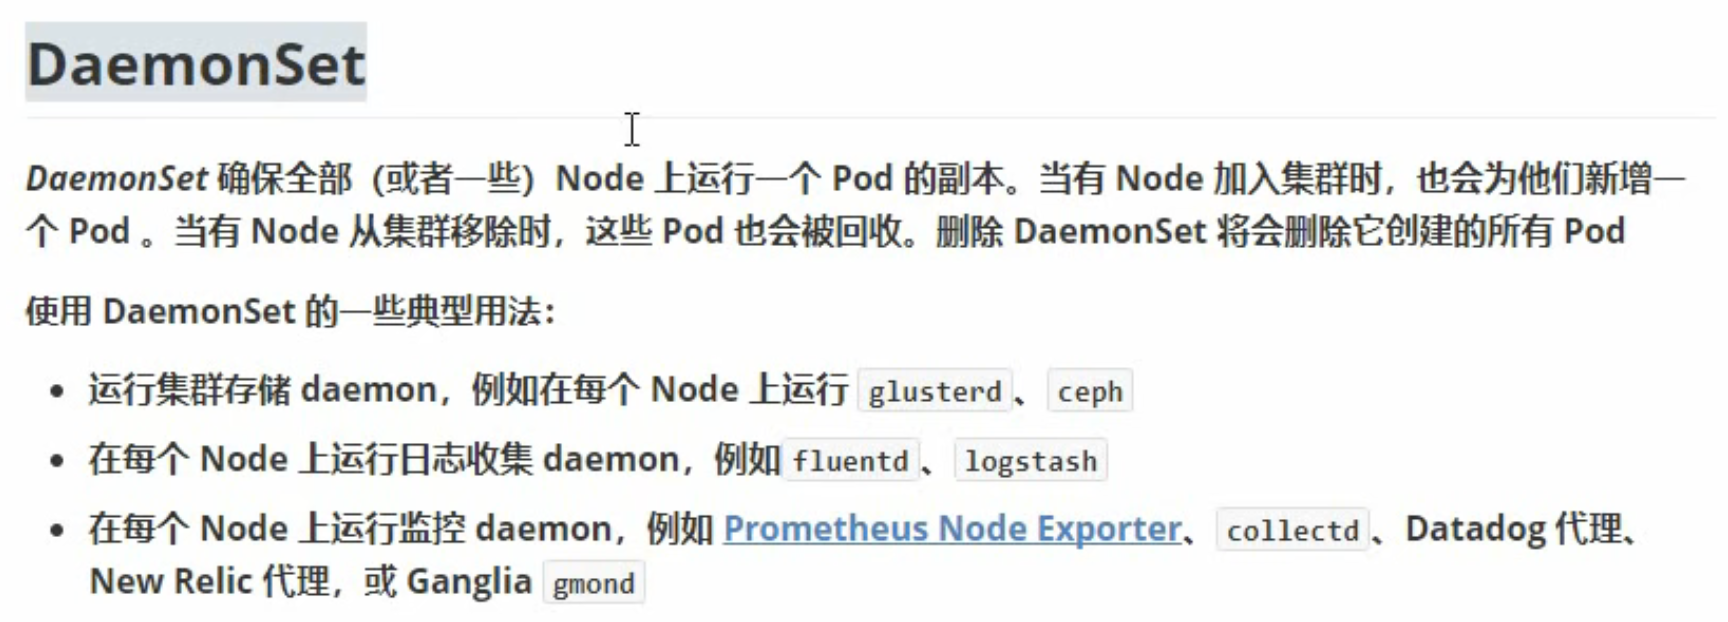 DaemonSet
DaemonSet 确保全部（或者一些）Node 上运行一个 Pod 的副本。当有 Node 加入集群时，也会为他们新增一
个 Pod 。当有 Node 从集群移除时，这些 Pod 也会被回收。删除 DaemonSet 将会删除它创建的所有 Pod
使用 DaemonSet 的一些典型用法：
• 运行集群存储 daemon，例如在每个 Node 上运行 glusterd、ceph
• 在每个 Node 上运行日志收集 daemon，例如 fluentd、logstash
• 在每个 Node 上运行监控 daemon，例如 Prometheus Node Exporter、collectd、Datadog 代理、
New Relic 代理，或 Ganglia gmond